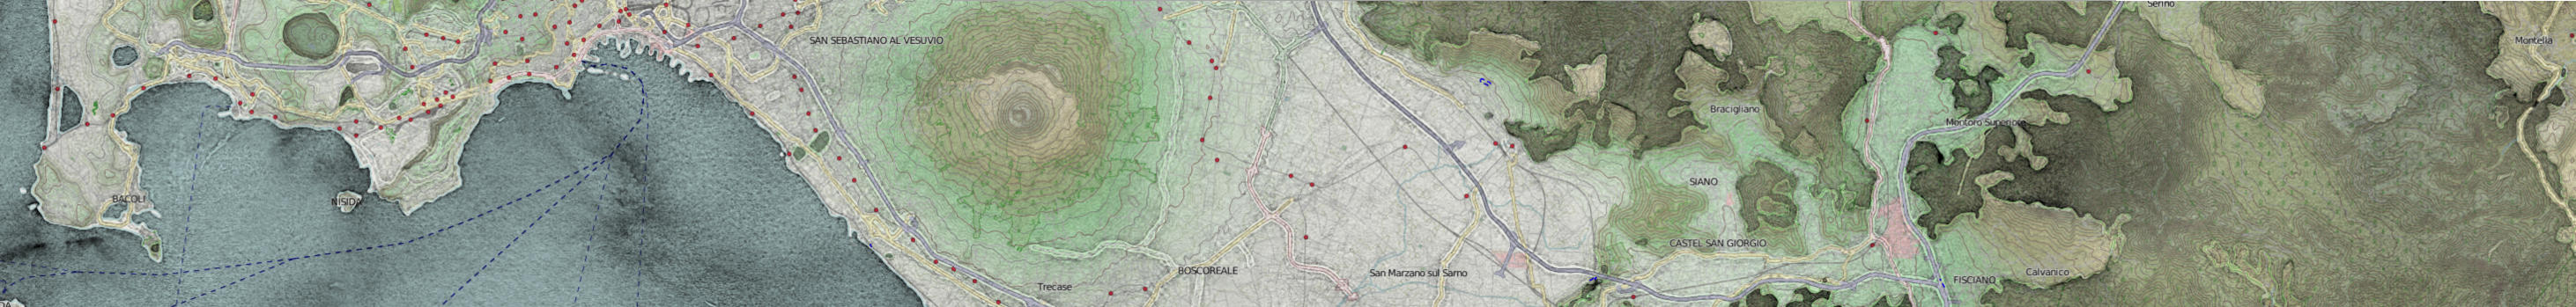 Serino
SAN SEBASTIANO AL VESUVIO
Montella
Bracigliano
Montoro Superiore
SIANO
BACOLI
NISIDA
CASTEL SAN GIORGIO
BOSCOREALE
San Marzano sul Sarno
Calvanico
FISCIANO
Trecase